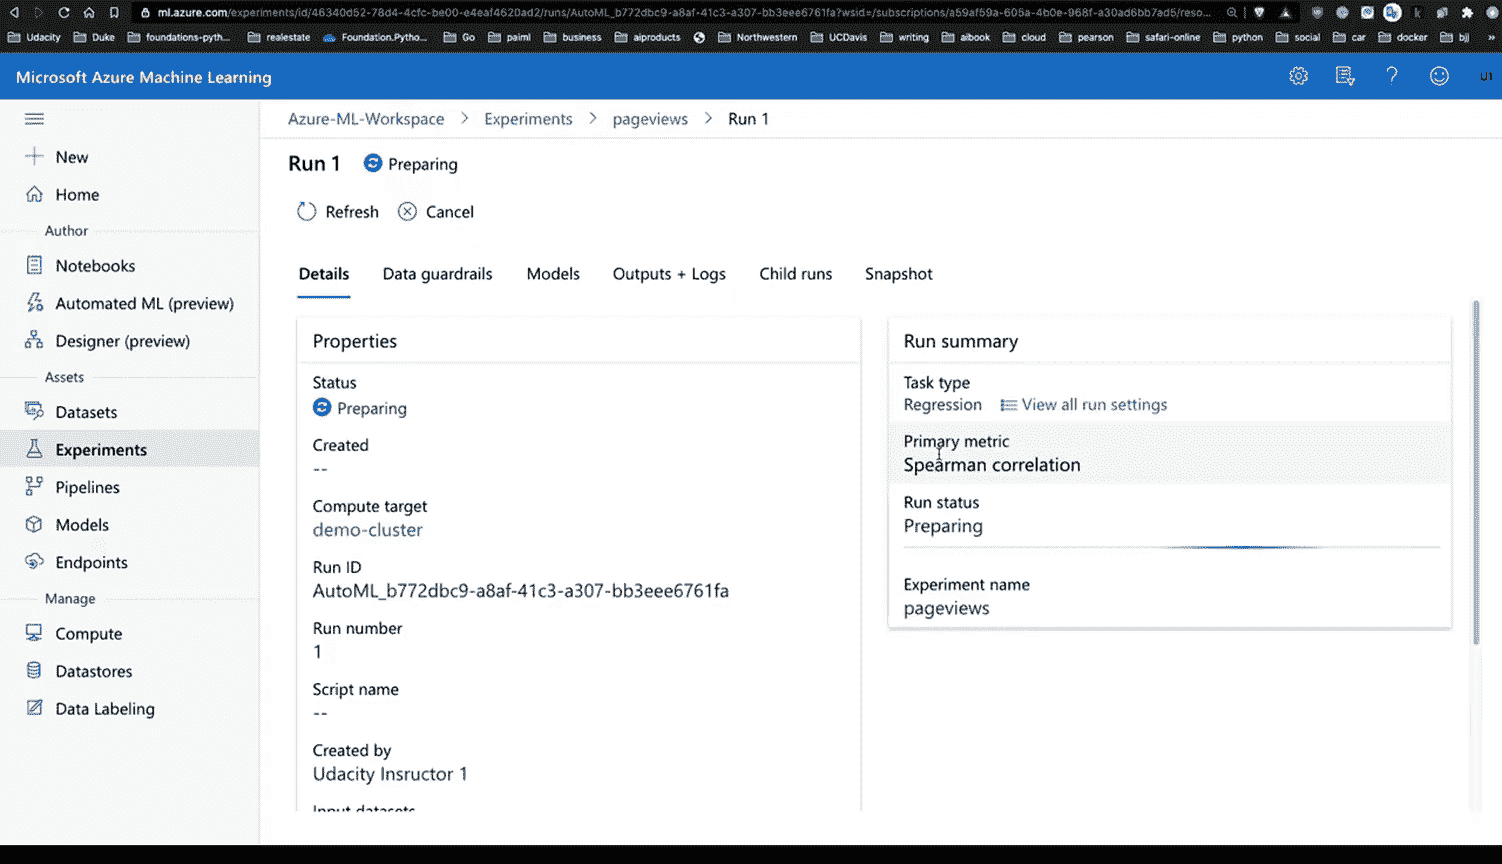 ml.azure.com/experiments/id/46340d52-78d4-4cfc-be00-e4eaf4620ad2/runs/AutoML_b772dbc9-a8af-41c3-a307-bb3eee6761fa?wsid=/subscriptions/a59af59a-605a-4b0e-968f-a30ad6bb7ad5/reso...
Udacity Duke foundations-pyth... realestate Foundation.Pytho... Go paiml business aiproducts Northwestern UCDavis writing aibook cloud pearson safari-online python social car docker bjj »
Microsoft Azure Machine Learning
U1
Azure-ML-Workspace > Experiments > pageviews > Run 1
New
Home
Author
Notebooks
Automated ML (preview)
Designer (preview)
Assets
Datasets
Experiments
Pipelines
Models
Endpoints
Manage
Compute
Datastores
Data Labeling
Run 1 Preparing
Refresh Cancel
Details Data guardrails Models Outputs + Logs Child runs Snapshot
Properties
Status
Preparing
Created
--
Compute target
demo-cluster
Run ID
AutoML_b772dbc9-a8af-41c3-a307-bb3eee6761fa
Run number
1
Script name
--
Created by
Udacity Insructor 1
Input datasets
Run summary
Task type
Regression View all run settings
Primary metric
Spearman correlation
Run status
Preparing
Experiment name
pageviews